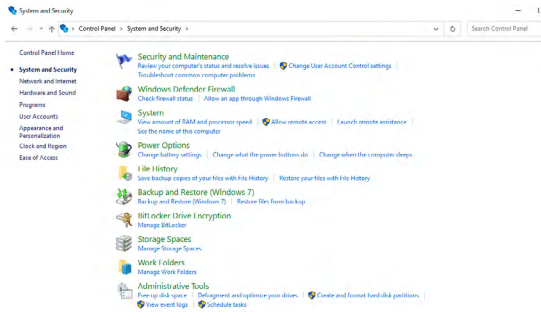 System and Security
Control Panel > System and Security >
Search Control Panel
Control Panel Home
System and Security
Network and Internet
Hardware and Sound
Programs
User Accounts
Appearance and
Personalization
Clock and Region
Ease of Access
Security and Maintenance
Review your computer's status and resolve issues | Change User Account Control settings |
Troubleshoot common computer problems
Windows Defender Firewall
Check firewall status | Allow an app through Windows Firewall
System
View amount of RAM and processor speed | Allow remote access | Launch remote assistance |
See the name of this computer
Power Options
Change battery settings | Change what the power buttons do | Change when the computer sleeps
File History
Save backup copies of your files with File History | Restore your files with File History
Backup and Restore (Windows 7)
Backup and Restore (Windows 7) | Restore files from backup
BitLocker Drive Encryption
Manage BitLocker
Storage Spaces
Manage Storage Spaces
Work Folders
Manage Work Folders
Administrative Tools
Free up disk space | Defragment and optimize your drives | Create and format hard disk partitions |
View event logs | Schedule tasks